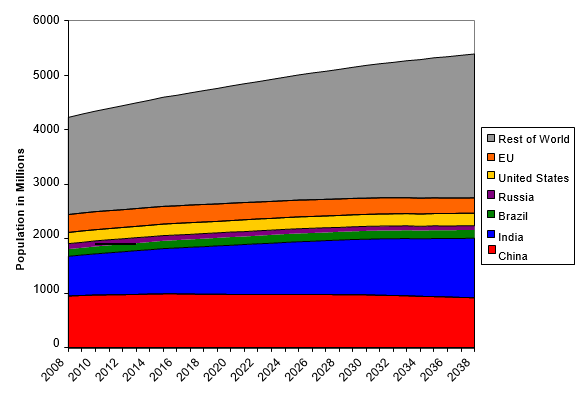 6000
5000
4000
3000
2000
1000
0
Population in Millions
2008 2010 2012 2014 2016 2018 2020 2022 2024 2026 2028 2030 2032 2034 2036 2038
Rest of World
EU
United States
Russia
Brazil
India
China